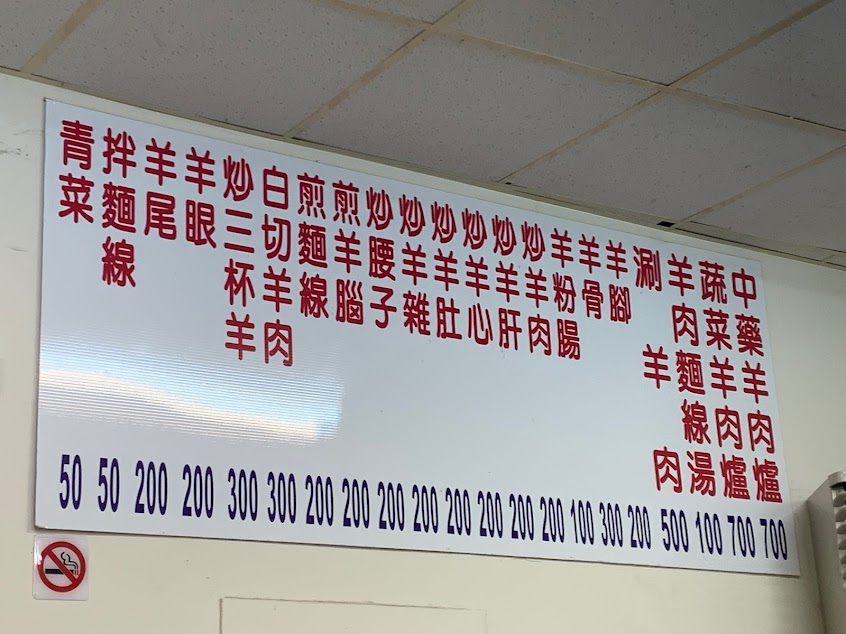 中藥羊肉爐 700
蔬菜羊肉爐 700
羊肉麵線湯 100
涮羊肉 500
羊腳 200
羊骨 300
羊粉腸 100
炒羊肉 200
炒羊肝 200
炒羊心 200
炒羊肚 200
炒羊雜 200
炒腰子 200
煎羊腦 200
煎麵線 200
白切羊肉 300
炒三杯羊 300
羊眼 200
羊尾 200
拌麵線 50
青菜 50